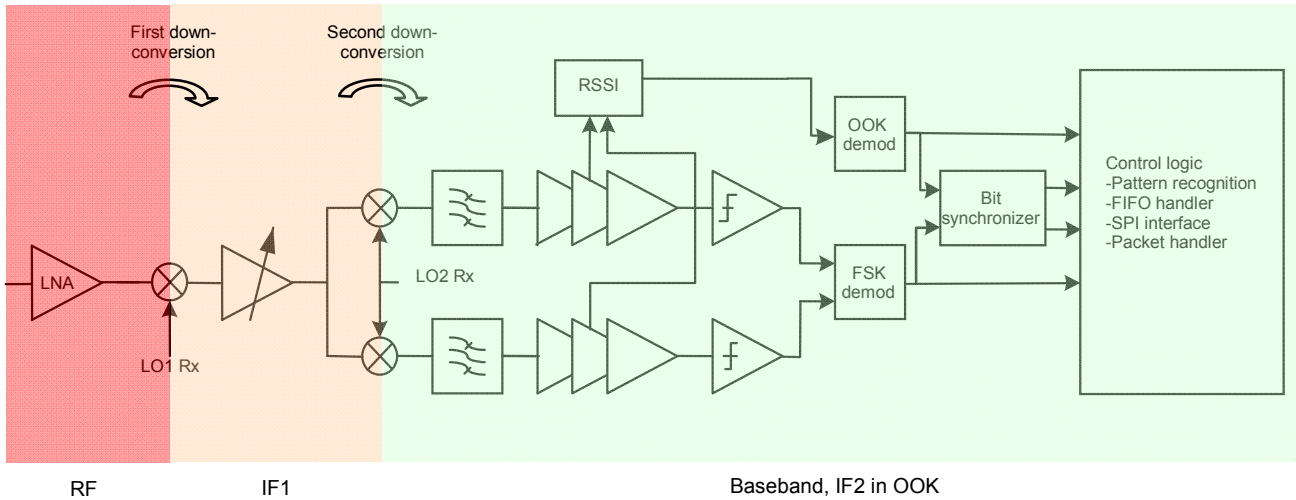 First down-
conversion
Second down-
conversion
RSSI
OOK
demod
Control logic
-Pattern recognition
-FIFO handler
-SPI interface
-Packet handler
Bit
synchronizer
LNA
LO2 Rx
FSK
demod
LO1 Rx
RF
IF1
Baseband, IF2 in OOK